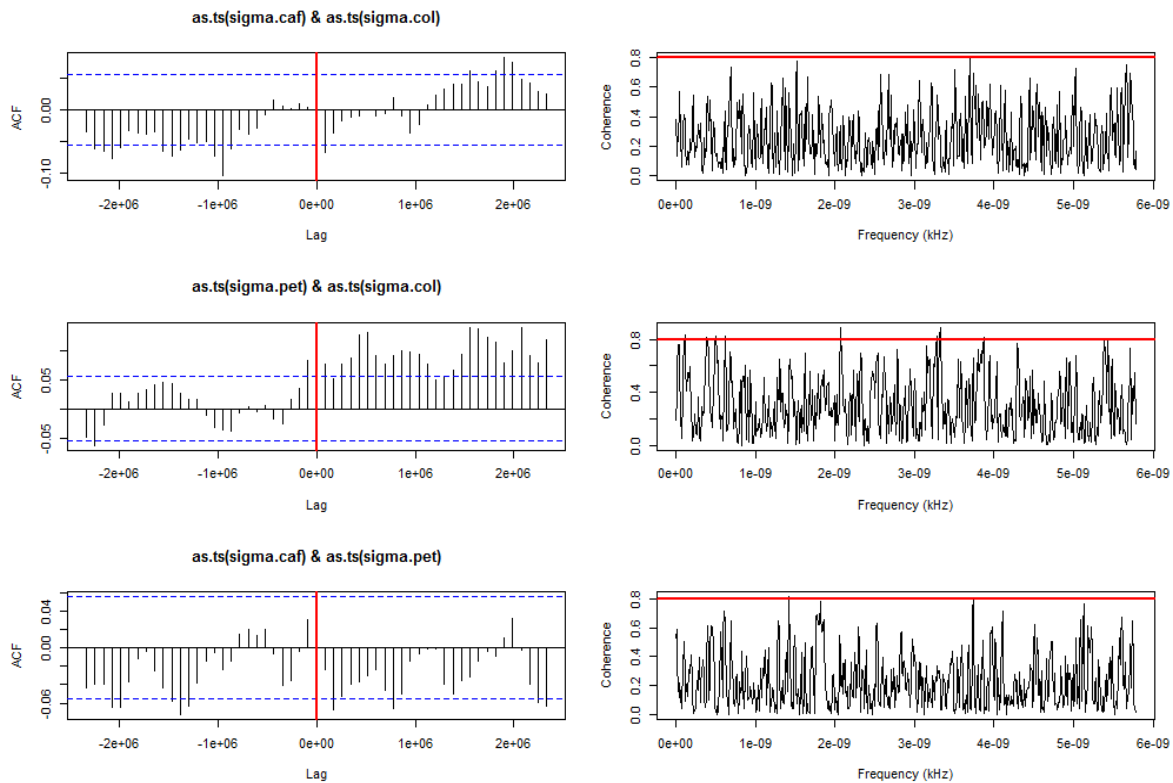 as.ts(sigma.caf) & as.ts(sigma.col)
ACF
0.00
-0.10
-2e+06 -1e+06 0e+00 1e+06 2e+06
Lag
Coherence
0.8
0.6
0.4
0.2
0.0
0e+00 1e-09 2e-09 3e-09 4e-09 5e-09 6e-09
Frequency (kHz)
as.ts(sigma.pet) & as.ts(sigma.col)
ACF
0.05
-0.05
-2e+06 -1e+06 0e+00 1e+06 2e+06
Lag
Coherence
0.8
0.4
0.0
0e+00 1e-09 2e-09 3e-09 4e-09 5e-09 6e-09
Frequency (kHz)
as.ts(sigma.caf) & as.ts(sigma.pet)
ACF
0.04
0.00
-0.06
-2e+06 -1e+06 0e+00 1e+06 2e+06
Lag
Coherence
0.8
0.6
0.4
0.2
0.0
0e+00 1e-09 2e-09 3e-09 4e-09 5e-09 6e-09
Frequency (kHz)